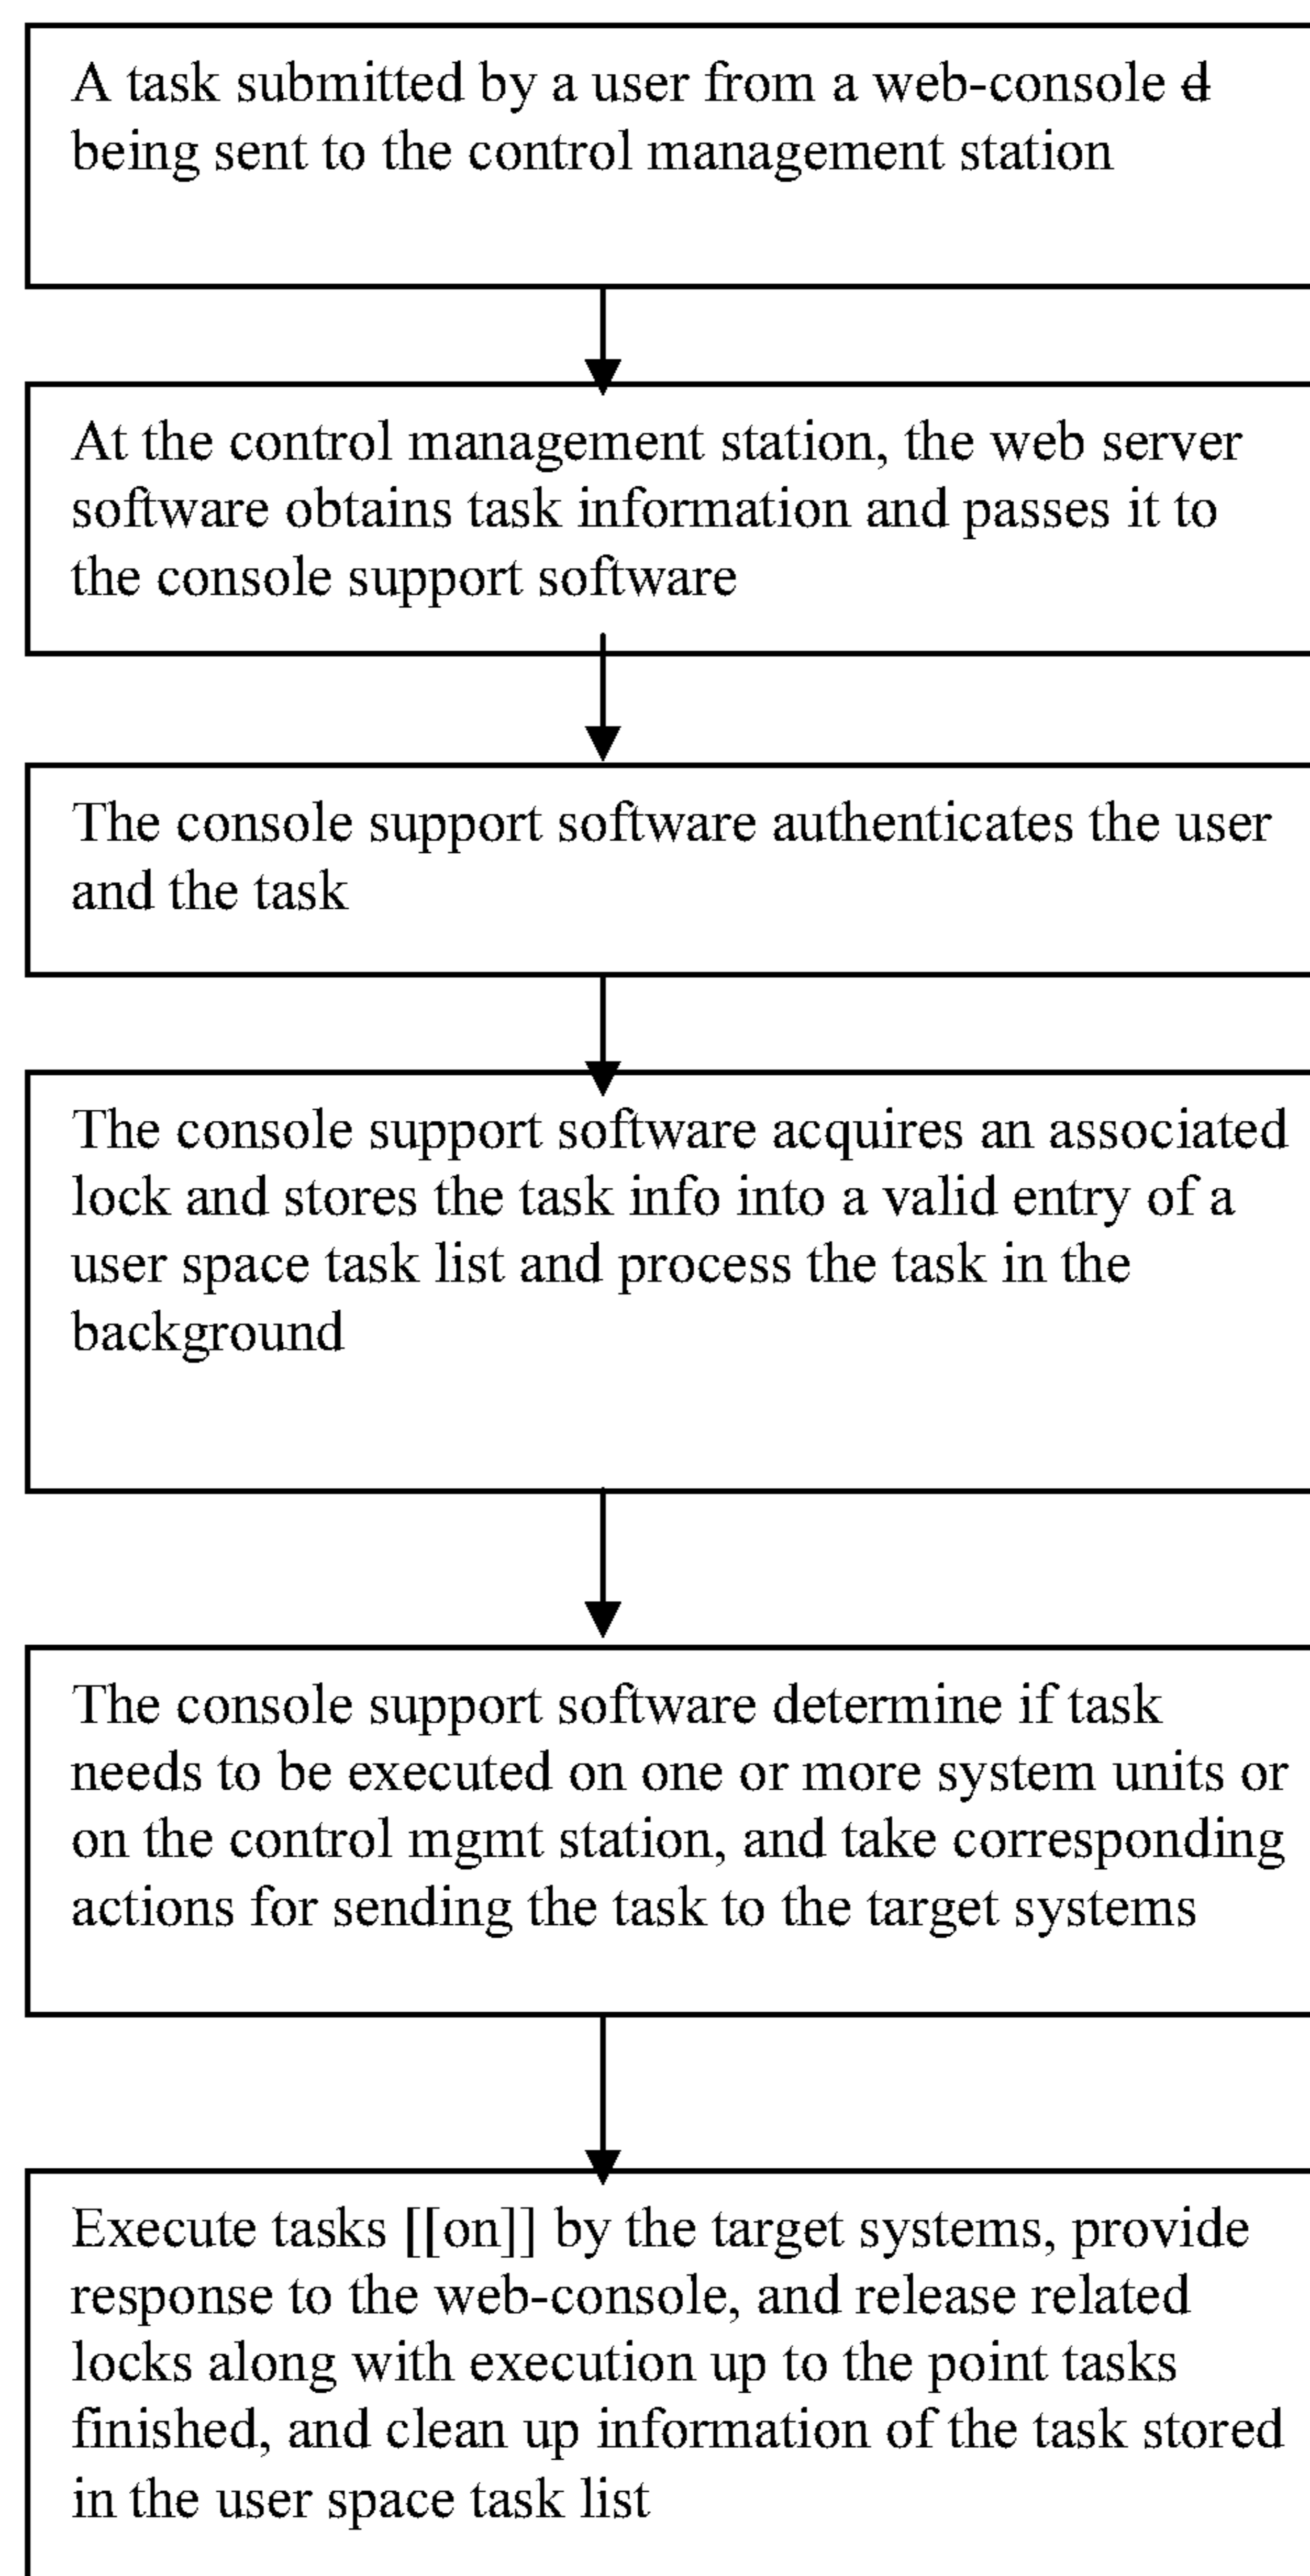 A task submitted by a user from a web-console d
being sent to the control management station
At the control management station, the web server
software obtains task information and passes it to
the console support software
The console support software authenticates the user
and the task
The console support software acquires an associated
lock and stores the task info into a valid entry of a
user space task list and process the task in the
background
The console support software determine if task
needs to be executed on one or more system units or
on the control mgmt station, and take corresponding
actions for sending the task to the target systems
Execute tasks [[on]] by the target systems, provide
response to the web-console, and release related
locks along with execution up to the point tasks
finished, and clean up information of the task stored
in the user space task list